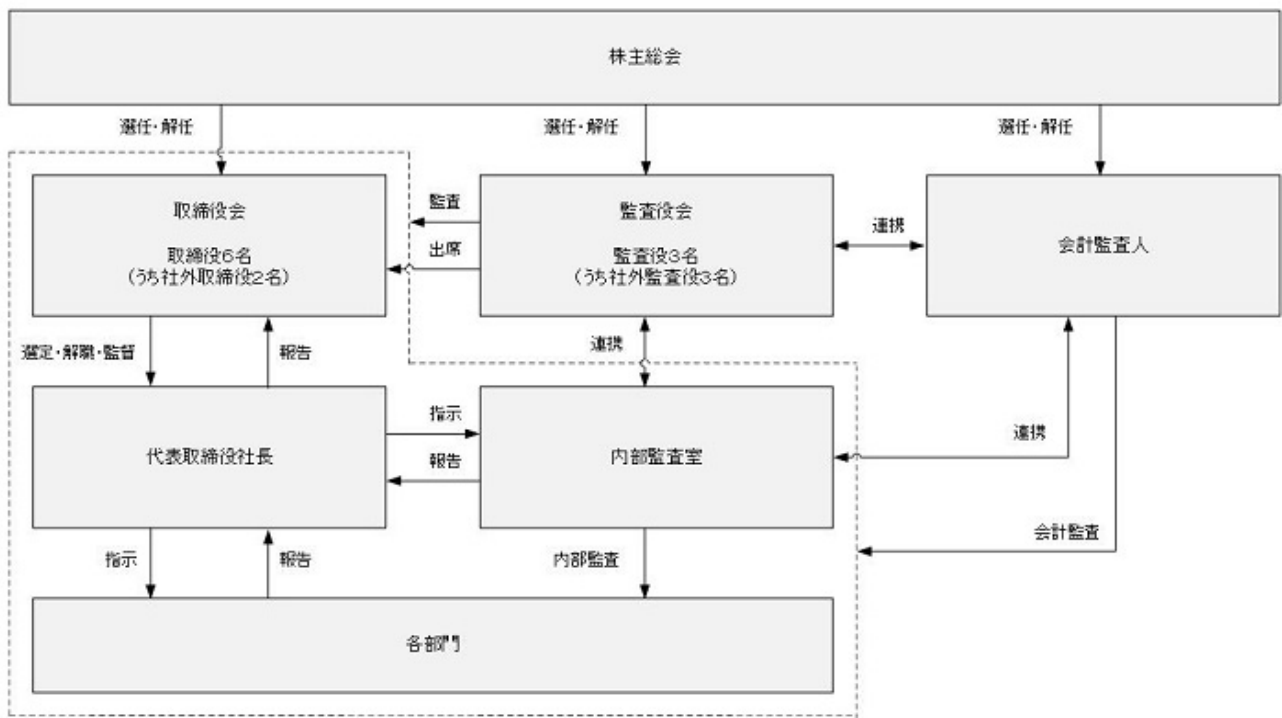 株主総会
選任・解任
選任・解任
選任・解任
取締役会
取締役6名
(うち社外取締役2名)
監査
出席
監査役会
監査役3名
(うち社外監査役3名)
連携
会計監査人
選定・解職・監督
報告
連携
代表取締役社長
指示
報告
内部監査室
連携
指示
報告
内部監査
会計監査
各部門